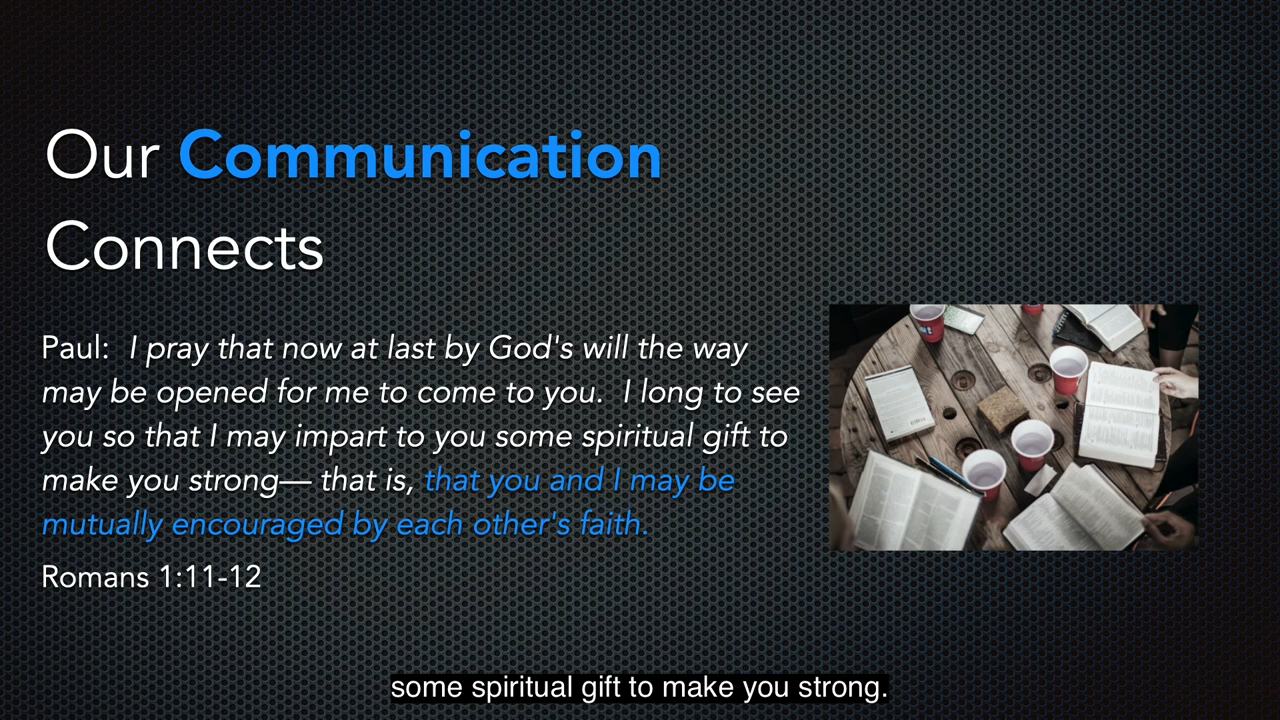 Our Communication
Connects
Paul:  I pray that now at last by God's will the way
may be opened for me to come to you.  I long to see
you so that I may impart to you some spiritual gift to
make you strong— that is, that you and I may be
mutually encouraged by each other's faith.
Romans 1:11-12
some spiritual gift to make you strong.